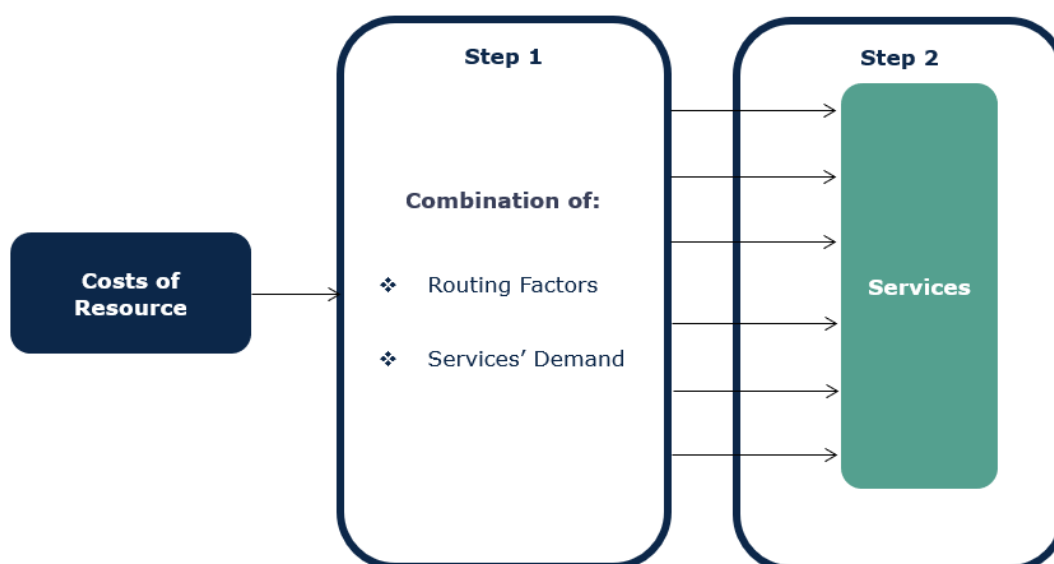 Step 1
Step 2
Combination of:
Costs of
Resource
❖ Routing Factors
Services
❖ Services’ Demand